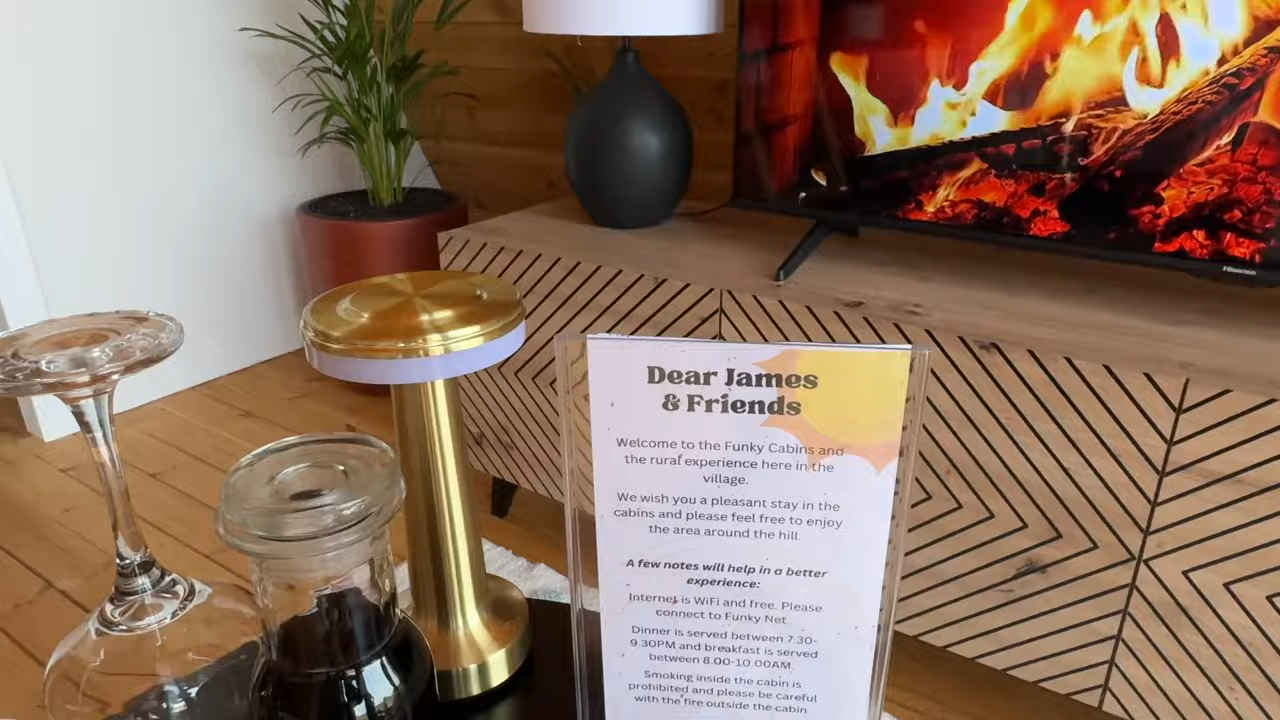 Hisense
Dear James
& Friends
Welcome to the Funky Cabins and
the rural experience here in the
village.
We wish you a pleasant stay in the
cabins and please feel free to enjoy
the area around the hill.
A few notes will help in a better
experience:
Internet is WiFi and free. Please
connect to Funky Net
Dinner is served between 7.30-
9.30PM and breakfast is served
between 8.00-10.00AM.
Smoking inside the cabin is
prohibited and please be careful
with the fire outside the cabin